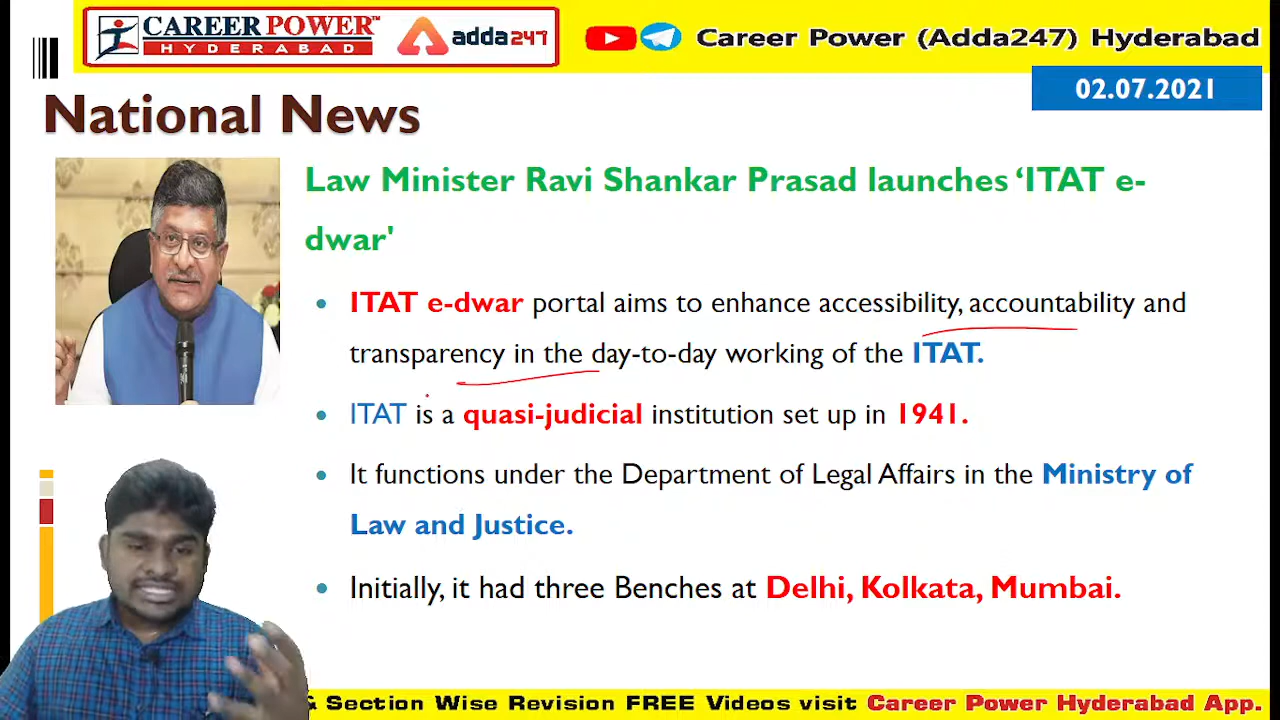 CAREER POWER™
HYDERABAD
adda247
Career Power (Adda247) Hyderabad
02.07.2021
National News
Law Minister Ravi Shankar Prasad launches ‘ITAT e-
dwar'
• ITAT e-dwar portal aims to enhance accessibility, accountability and
transparency in the day-to-day working of the ITAT.
• ITAT is a quasi-judicial institution set up in 1941.
• It functions under the Department of Legal Affairs in the Ministry of
Law and Justice.
• Initially, it had three Benches at Delhi, Kolkata, Mumbai.
& Section Wise Revision FREE Videos visit Career Power Hyderabad App.